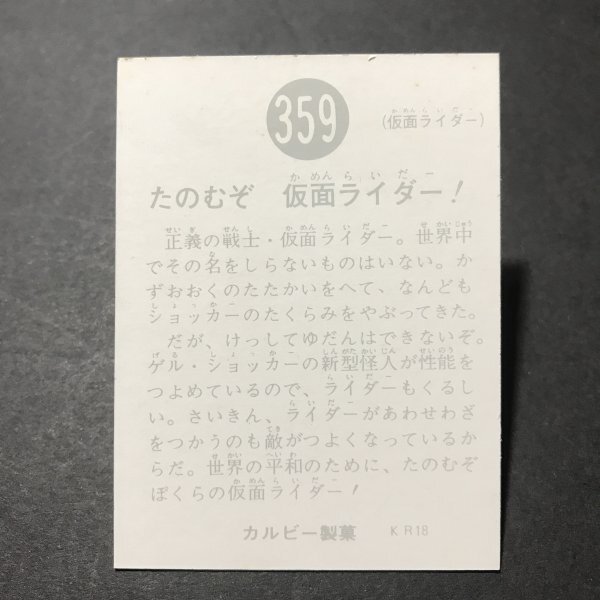 359
(仮面ライダー)
たのむぞ 仮面ライダー!
正義の戦士・仮面ライダー。世界中
でその名をしらないものはいない。か
ずおおくのたたかいをへて、なんども
ショッカーのたくらみをやぶってきた。
だが、けっしてゆだんはできないぞ。
ゲル・ショッカーの新型怪人が性能を
つよめているので、ライダーもくるし
い。さいきん、ライダーがあわせわざ
をつかうのも敵がつよくなっているか
らだ。世界の平和のために、たのむぞ
ぼくらの仮面ライダー!
カルビー製菓 KR18